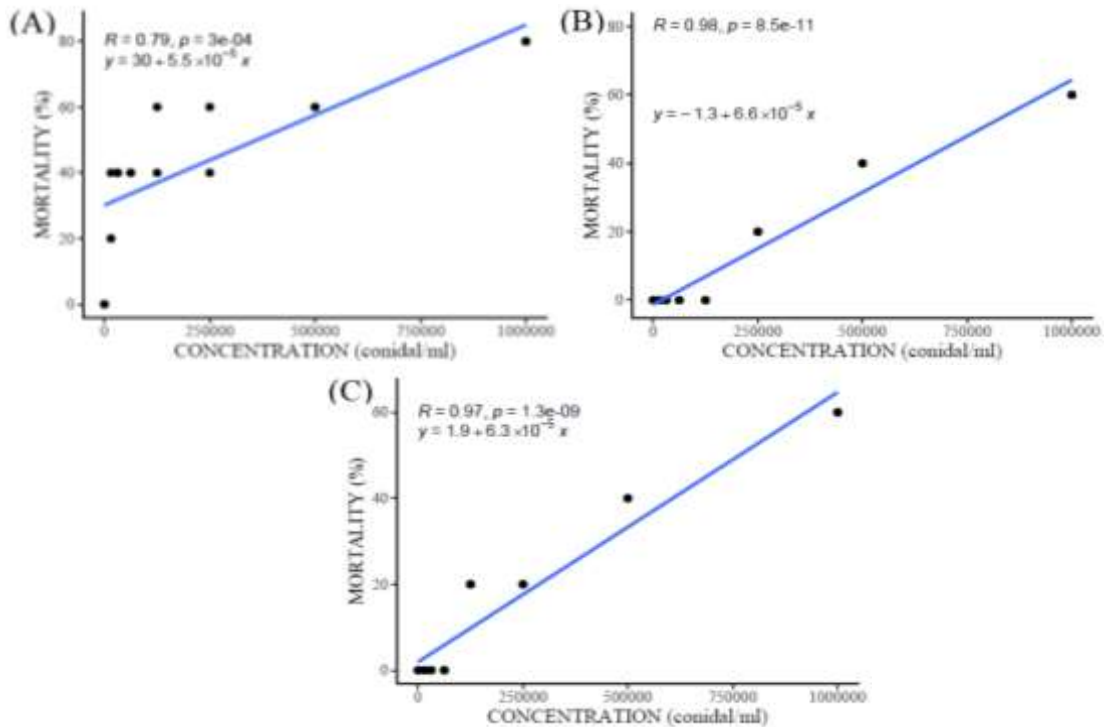 (A)
R = 0.79, p = 3e-04
y = 30 + 5.5 ×10⁻⁵ x
MORTALITY (%)
80
60
40
20
0
0 250000 500000 750000 1000000
CONCENTRATION (conidal/ml)
(B)
R = 0.98, p = 8.5e-11
y = − 1.3 + 6.6 ×10⁻⁵ x
MORTALITY (%)
80
60
40
20
0
0 250000 500000 750000 1000000
CONCENTRATION (conidal/ml)
(C)
R = 0.97, p = 1.3e-09
y = 1.9 + 6.3 ×10⁻⁵ x
MORTALITY (%)
60
40
20
0
0 250000 500000 750000 1000000
CONCENTRATION (conidal/ml)